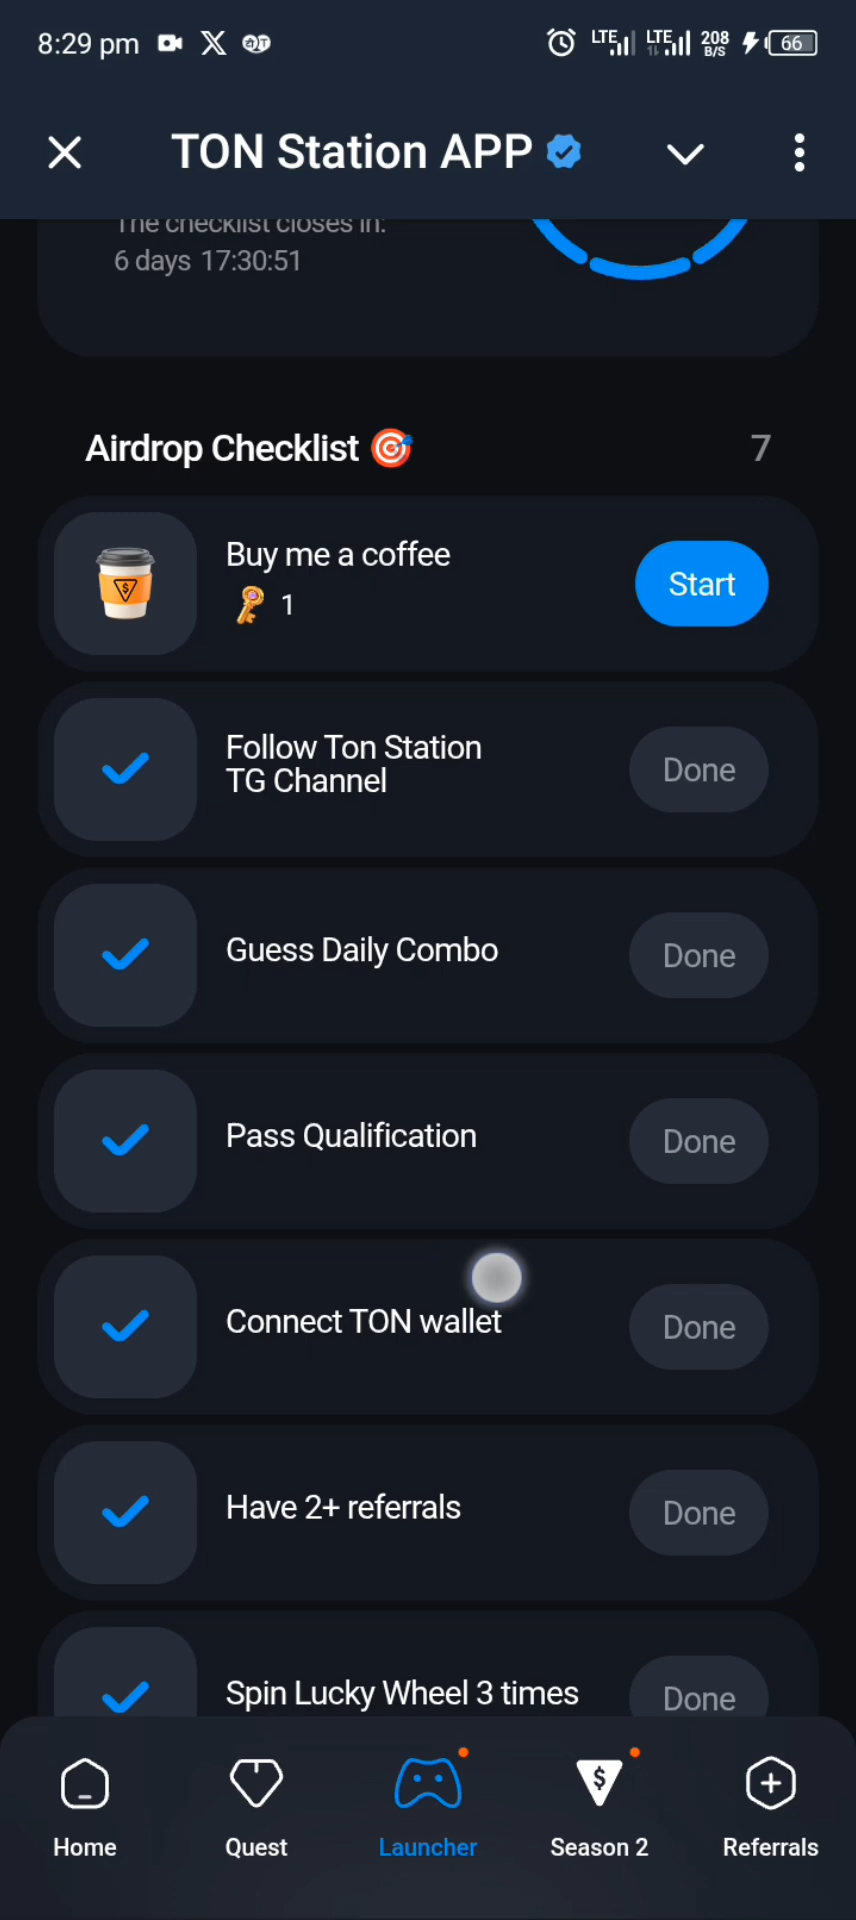 8:29 pm
LTE LTE 208 B/S 66
TON Station APP
The checklist closes in:
6 days 17:30:51
Airdrop Checklist 7
Buy me a coffee
1
Start
Follow Ton Station
TG Channel
Done
Guess Daily Combo
Done
Pass Qualification
Done
Connect TON wallet
Done
Have 2+ referrals
Done
Spin Lucky Wheel 3 times
Done
Home Quest Launcher Season 2 Referrals